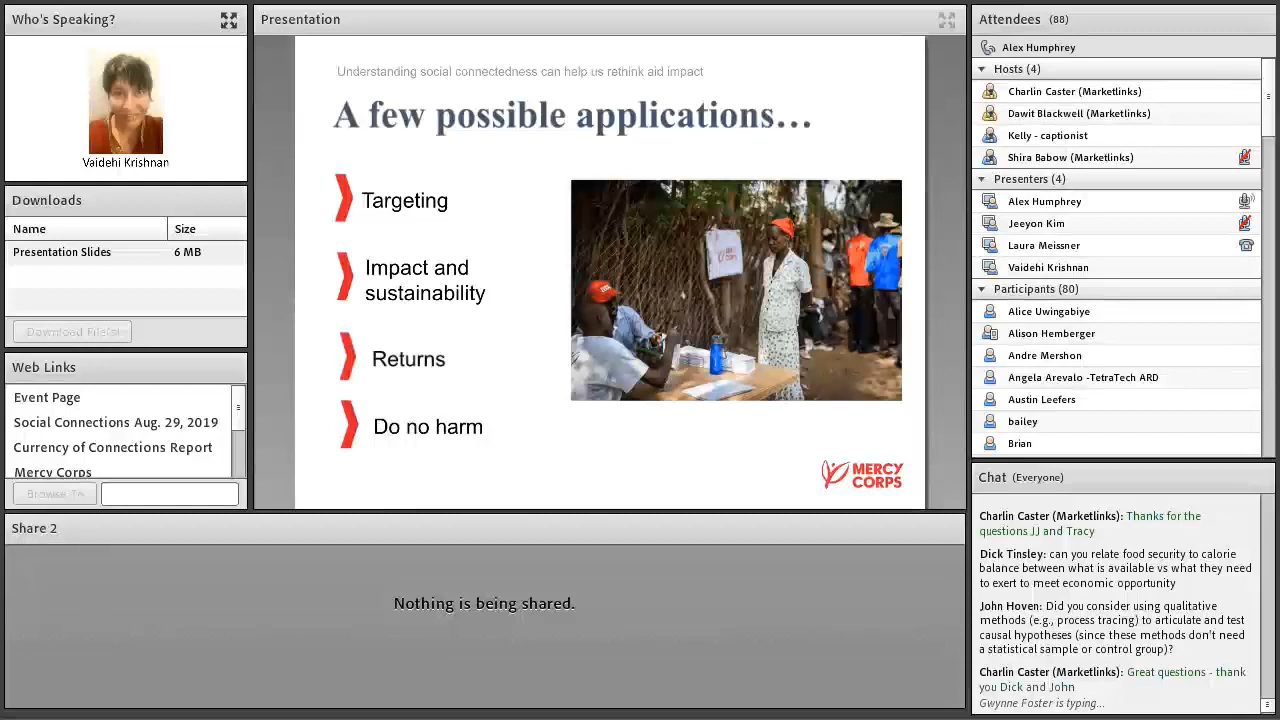 Who's Speaking?
Vaidehi Krishnan
Downloads
Name Size
Presentation Slides 6 MB
Download File(s)
Web Links
Event Page
Social Connections Aug. 29, 2019
Currency of Connections Report
Mercy Corps
Browse To
Presentation
Understanding social connectedness can help us rethink aid impact
A few possible applications...
Targeting
Impact and
sustainability
Returns
Do no harm
MERCY
CORPS
Share 2
Nothing is being shared.
Attendees (88)
Alex Humphrey
Hosts (4)
Charlin Caster (Marketlinks)
Dawit Blackwell (Marketlinks)
Kelly - captionist
Shira Babow (Marketlinks)
Presenters (4)
Alex Humphrey
Jeeyon Kim
Laura Meissner
Vaidehi Krishnan
Participants (80)
Alice Uwingabiye
Alison Hemberger
Andre Mershon
Angela Arevalo -TetraTech ARD
Austin Leefers
bailey
Brian
Chat (Everyone)
Charlin Caster (Marketlinks): Thanks for the
questions JJ and Tracy
Dick Tinsley: can you relate food security to calorie
balance between what is available vs what they need
to exert to meet economic opportunity
John Hoven: Did you consider using qualitative
methods (e.g., process tracing) to articulate and test
causal hypotheses (since these methods don't need
a statistical sample or control group)?
Charlin Caster (Marketlinks): Great questions - thank
you Dick and John
Gwynne Foster is typing...